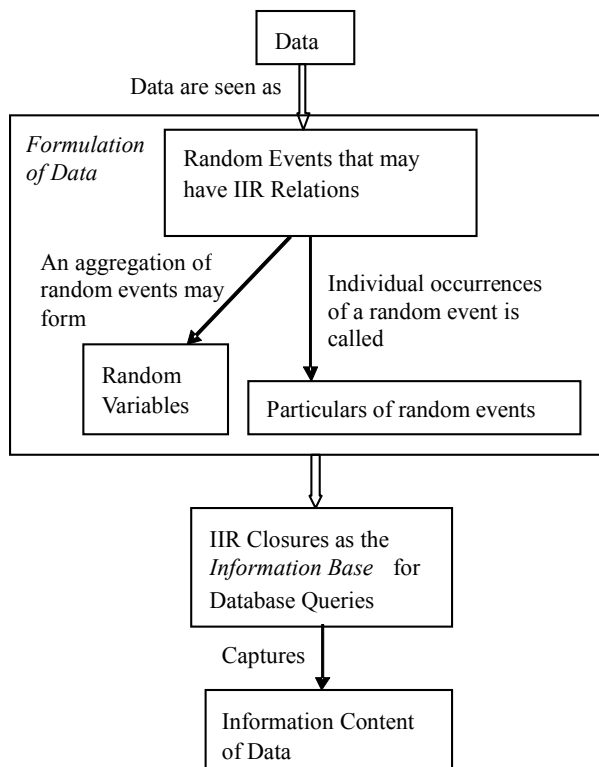 Data
Data are seen as
Formulation
of Data
Random Events that may
have IIR Relations
An aggregation of
random events may
form
Individual occurrences
of a random event is
called
Random
Variables
Particulars of random events
IIR Closures as the
Information Base for
Database Queries
Captures
Information Content
of Data